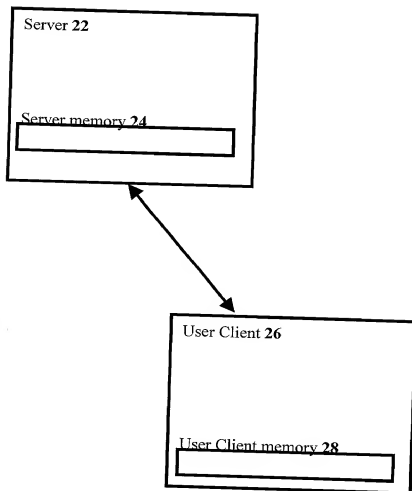 Server 22
Server memory 24
User Client 26
User Client memory 28